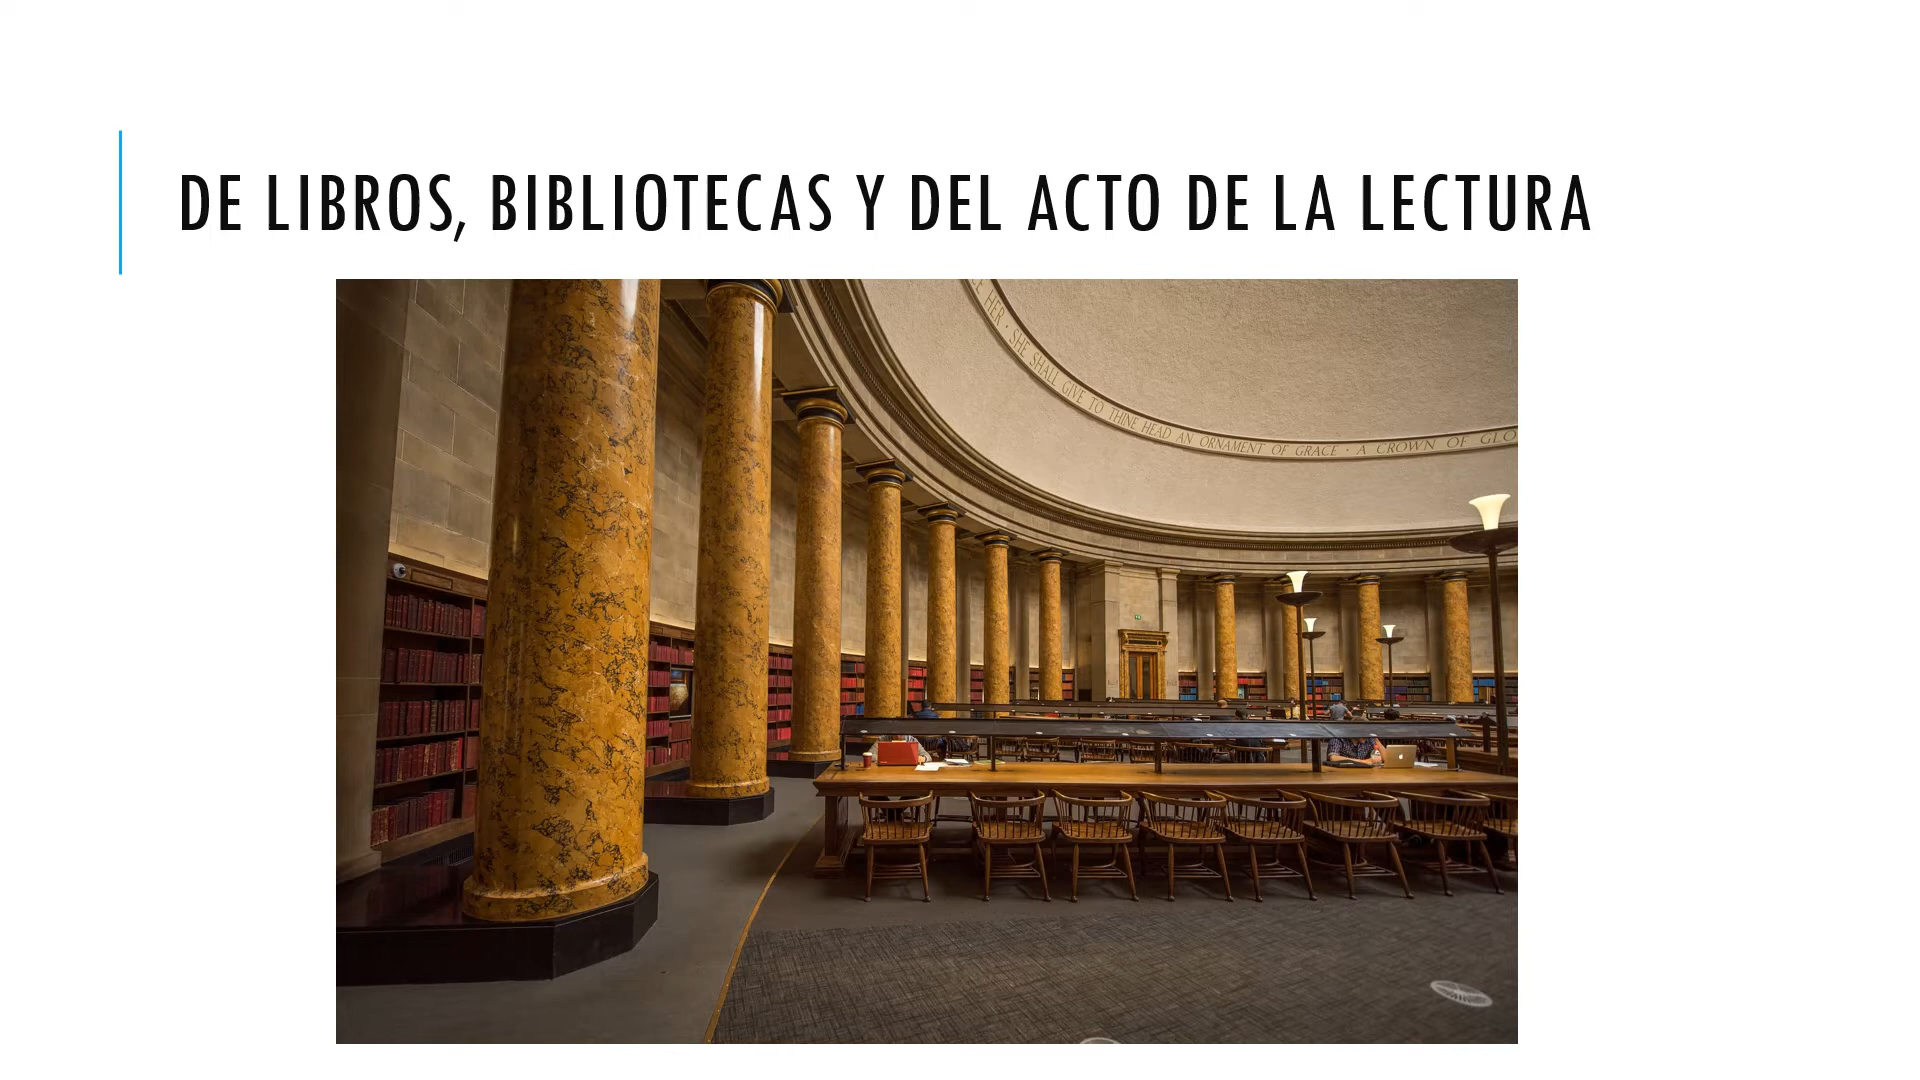 DE LIBROS, BIBLIOTECAS Y DEL ACTO DE LA LECTURA
HER · SHE SHALL GIVE TO THINE HEAD AN ORNAMENT OF GRACE · A CROWN OF GLO